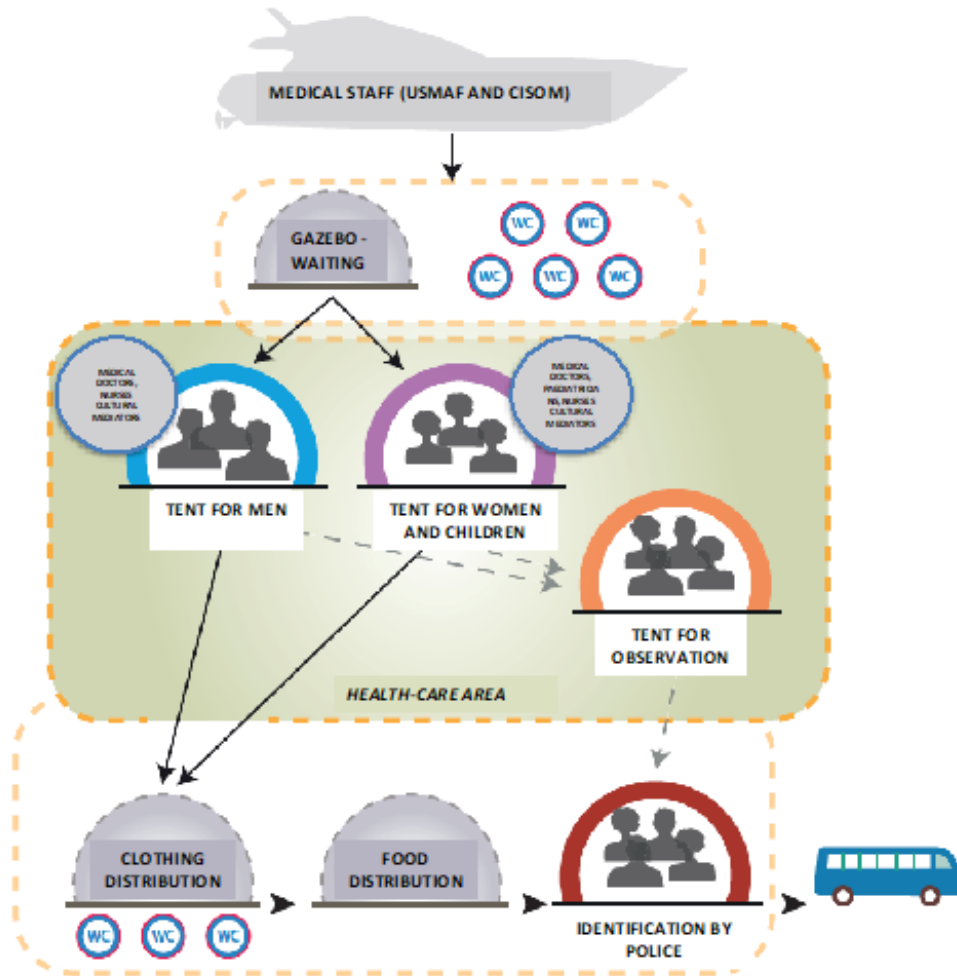 MEDICAL STAFF (USMAF AND CISOM)
GAZEBO -
WAITING
WC
WC
WC
WC
WC
MEDICAL
DOCTORS,
NURSES
CULTURAL
MEDIATORS
MEDICAL
DOCTORS,
PAEDIATRICIA
NS, NURSES
CULTURAL
MEDIATORS
TENT FOR MEN
TENT FOR WOMEN
AND CHILDREN
TENT FOR
OBSERVATION
HEALTH-CARE AREA
CLOTHING
DISTRIBUTION
FOOD
DISTRIBUTION
IDENTIFICATION BY
POLICE
WC
WC
WC